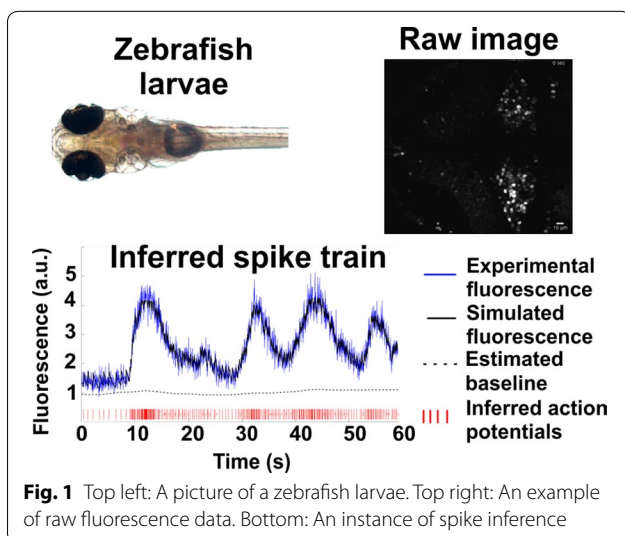 Zebrafish
larvae
Raw image
0 sec
10 µm
Inferred spike train
Fluorescence (a.u.)
5
4
3
2
1
0 10 20 30 40 50 60
Time (s)
Experimental
fluorescence
Simulated
fluorescence
Estimated
baseline
Inferred action
potentials
Fig. 1 Top left: A picture of a zebrafish larvae. Top right: An example
of raw fluorescence data. Bottom: An instance of spike inference